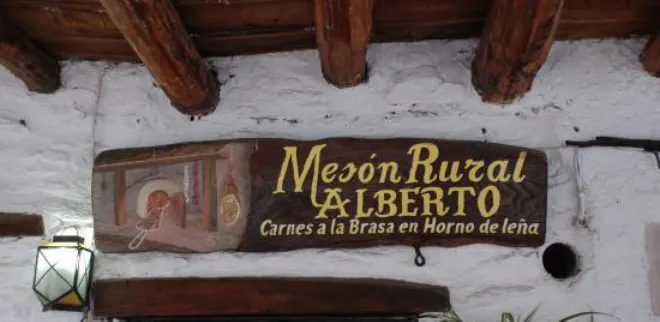 Mesón Rural
ALBERTO
Carnes a la Brasa en Horno de leña